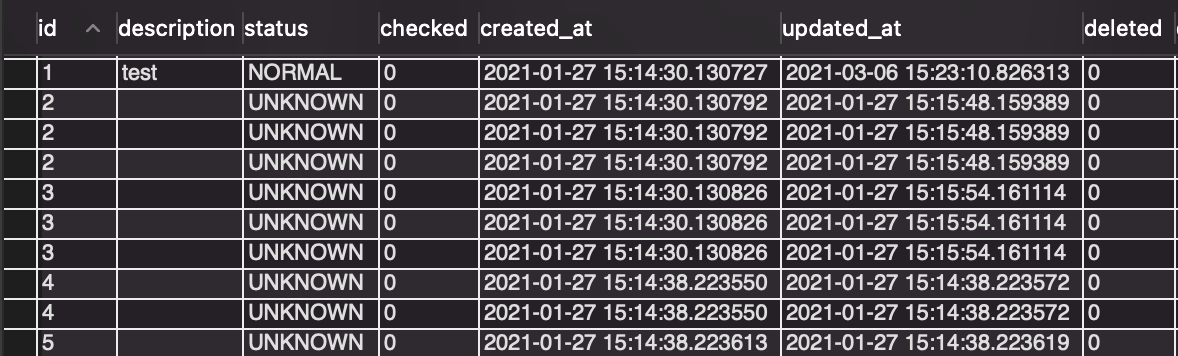 id description status checked created_at updated_at deleted
1 test NORMAL 0 2021-01-27 15:14:30.130727 2021-03-06 15:23:10.826313 0
2 UNKNOWN 0 2021-01-27 15:14:30.130792 2021-01-27 15:15:48.159389 0
2 UNKNOWN 0 2021-01-27 15:14:30.130792 2021-01-27 15:15:48.159389 0
2 UNKNOWN 0 2021-01-27 15:14:30.130792 2021-01-27 15:15:48.159389 0
3 UNKNOWN 0 2021-01-27 15:14:30.130826 2021-01-27 15:15:54.161114 0
3 UNKNOWN 0 2021-01-27 15:14:30.130826 2021-01-27 15:15:54.161114 0
3 UNKNOWN 0 2021-01-27 15:14:30.130826 2021-01-27 15:15:54.161114 0
4 UNKNOWN 0 2021-01-27 15:14:38.223550 2021-01-27 15:14:38.223572 0
4 UNKNOWN 0 2021-01-27 15:14:38.223550 2021-01-27 15:14:38.223572 0
5 UNKNOWN 0 2021-01-27 15:14:38.223613 2021-01-27 15:14:38.223619 0